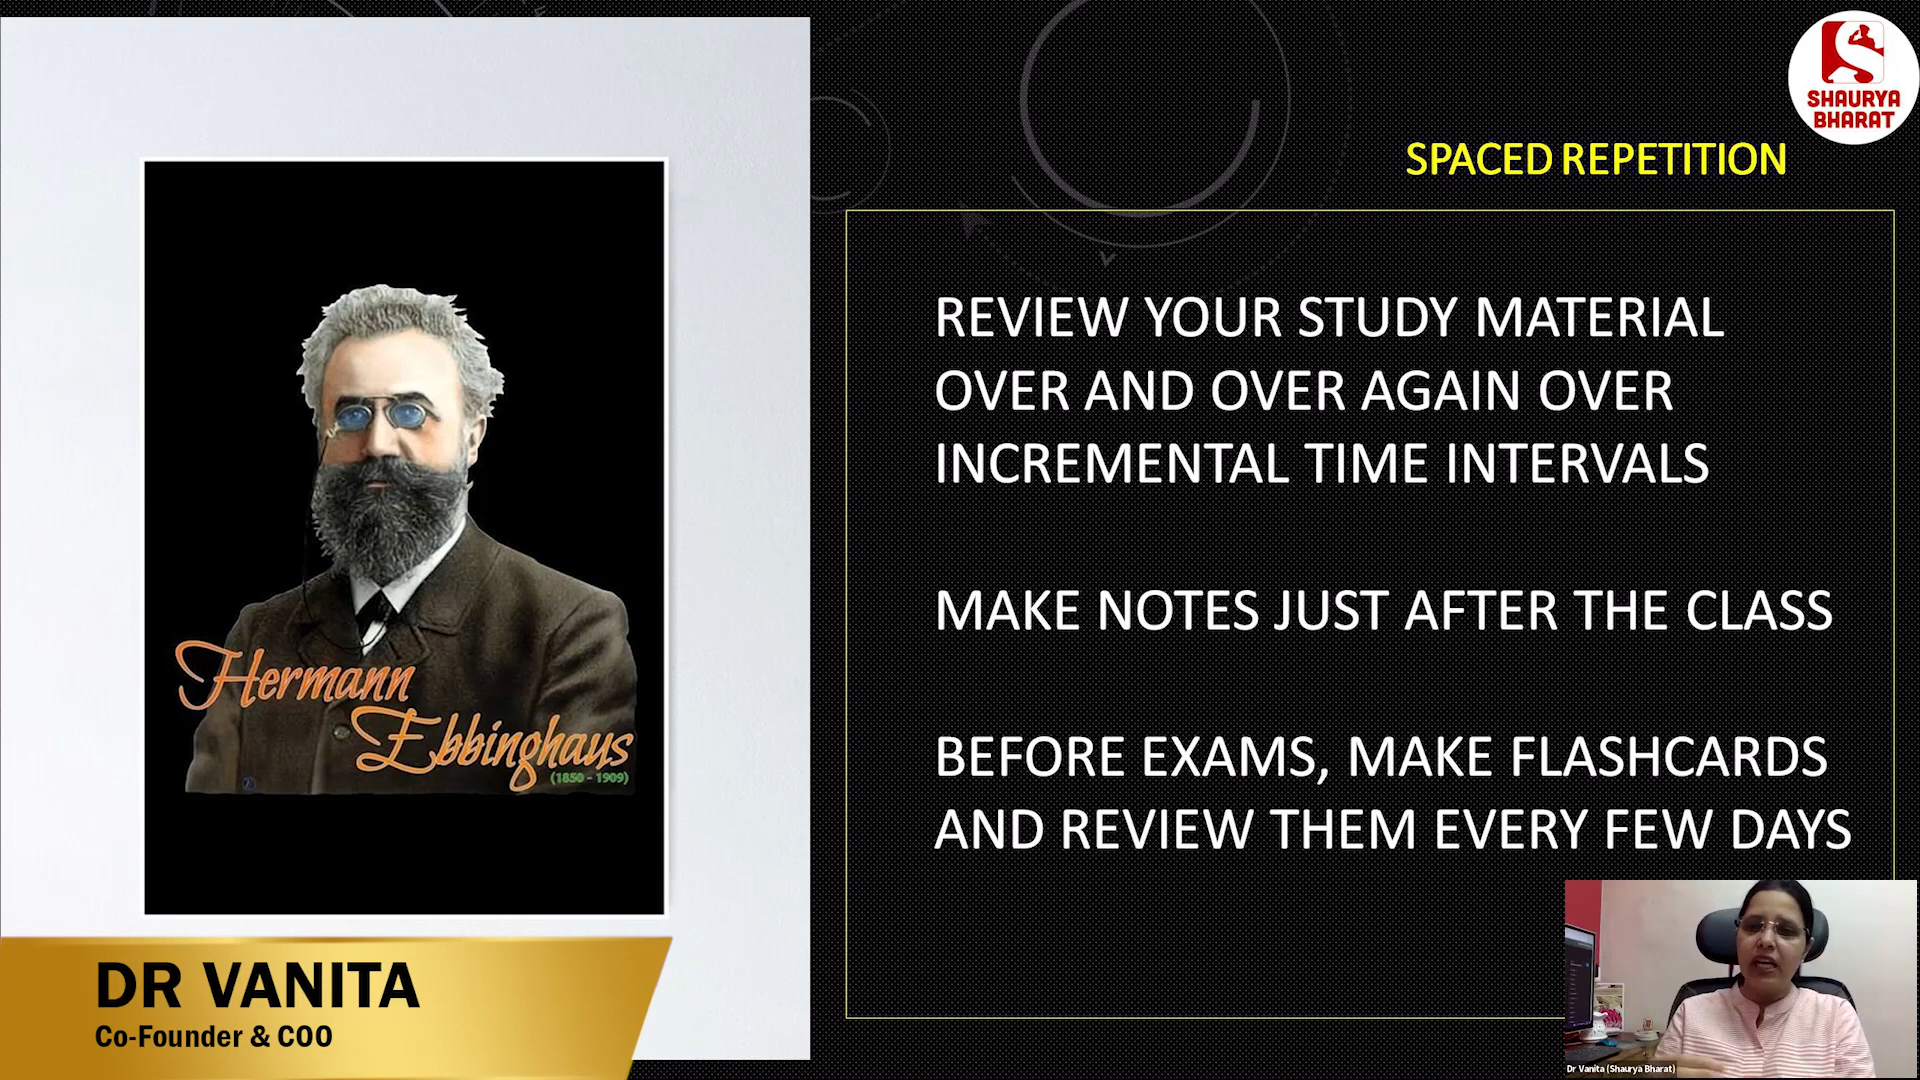 SHAURYA
BHARAT
SPACED REPETITION
REVIEW YOUR STUDY MATERIAL
OVER AND OVER AGAIN OVER
INCREMENTAL TIME INTERVALS
MAKE NOTES JUST AFTER THE CLASS
BEFORE EXAMS, MAKE FLASHCARDS
AND REVIEW THEM EVERY FEW DAYS
Hermann
Ebbinghaus
(1850 - 1909)
DR VANITA
Co-Founder & COO
Dr Vanita (Shaurya Bharat)